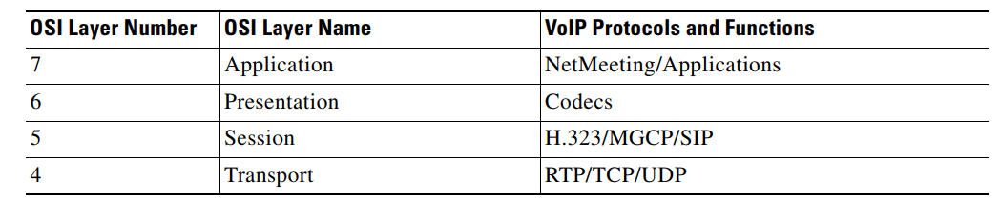 OSI Layer Number OSI Layer Name VoIP Protocols and Functions
7 Application NetMeeting/Applications
6 Presentation Codecs
5 Session H.323/MGCP/SIP
4 Transport RTP/TCP/UDP